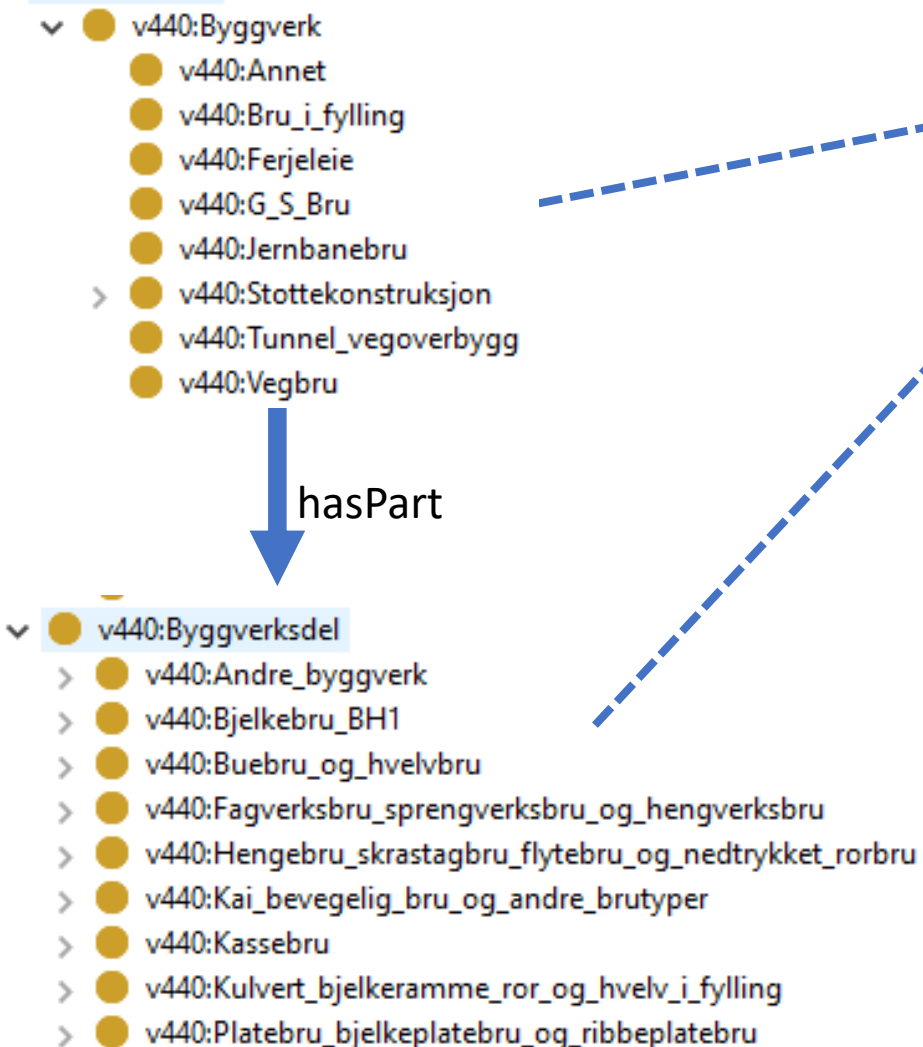 v440:Byggverk
v440:Annet
v440:Bru_i_fylling
v440:Ferjeleie
v440:G_S_Bru
v440:Jernbanebru
v440:Stottekonstruksjon
v440:Tunnel_vegoverbygg
v440:Vegbru
hasPart
v440:Byggverksdel
v440:Andre_byggverk
v440:Bjelkebru_BH1
v440:Buebru_og_hvelvbru
v440:Fagverksbru_sprengverksbru_og_hengverksbru
v440:Hengebru_skrastagbru_flytebru_og_nedtrykket_rorbru
v440:Kai_bevegelig_bru_og_andre_brutyper
v440:Kassebru
v440:Kulvert_bjelkeramme_ror_og_hvelv_i_fylling
v440:Platebru_bjelkeplatebru_og_ribbeplatebru